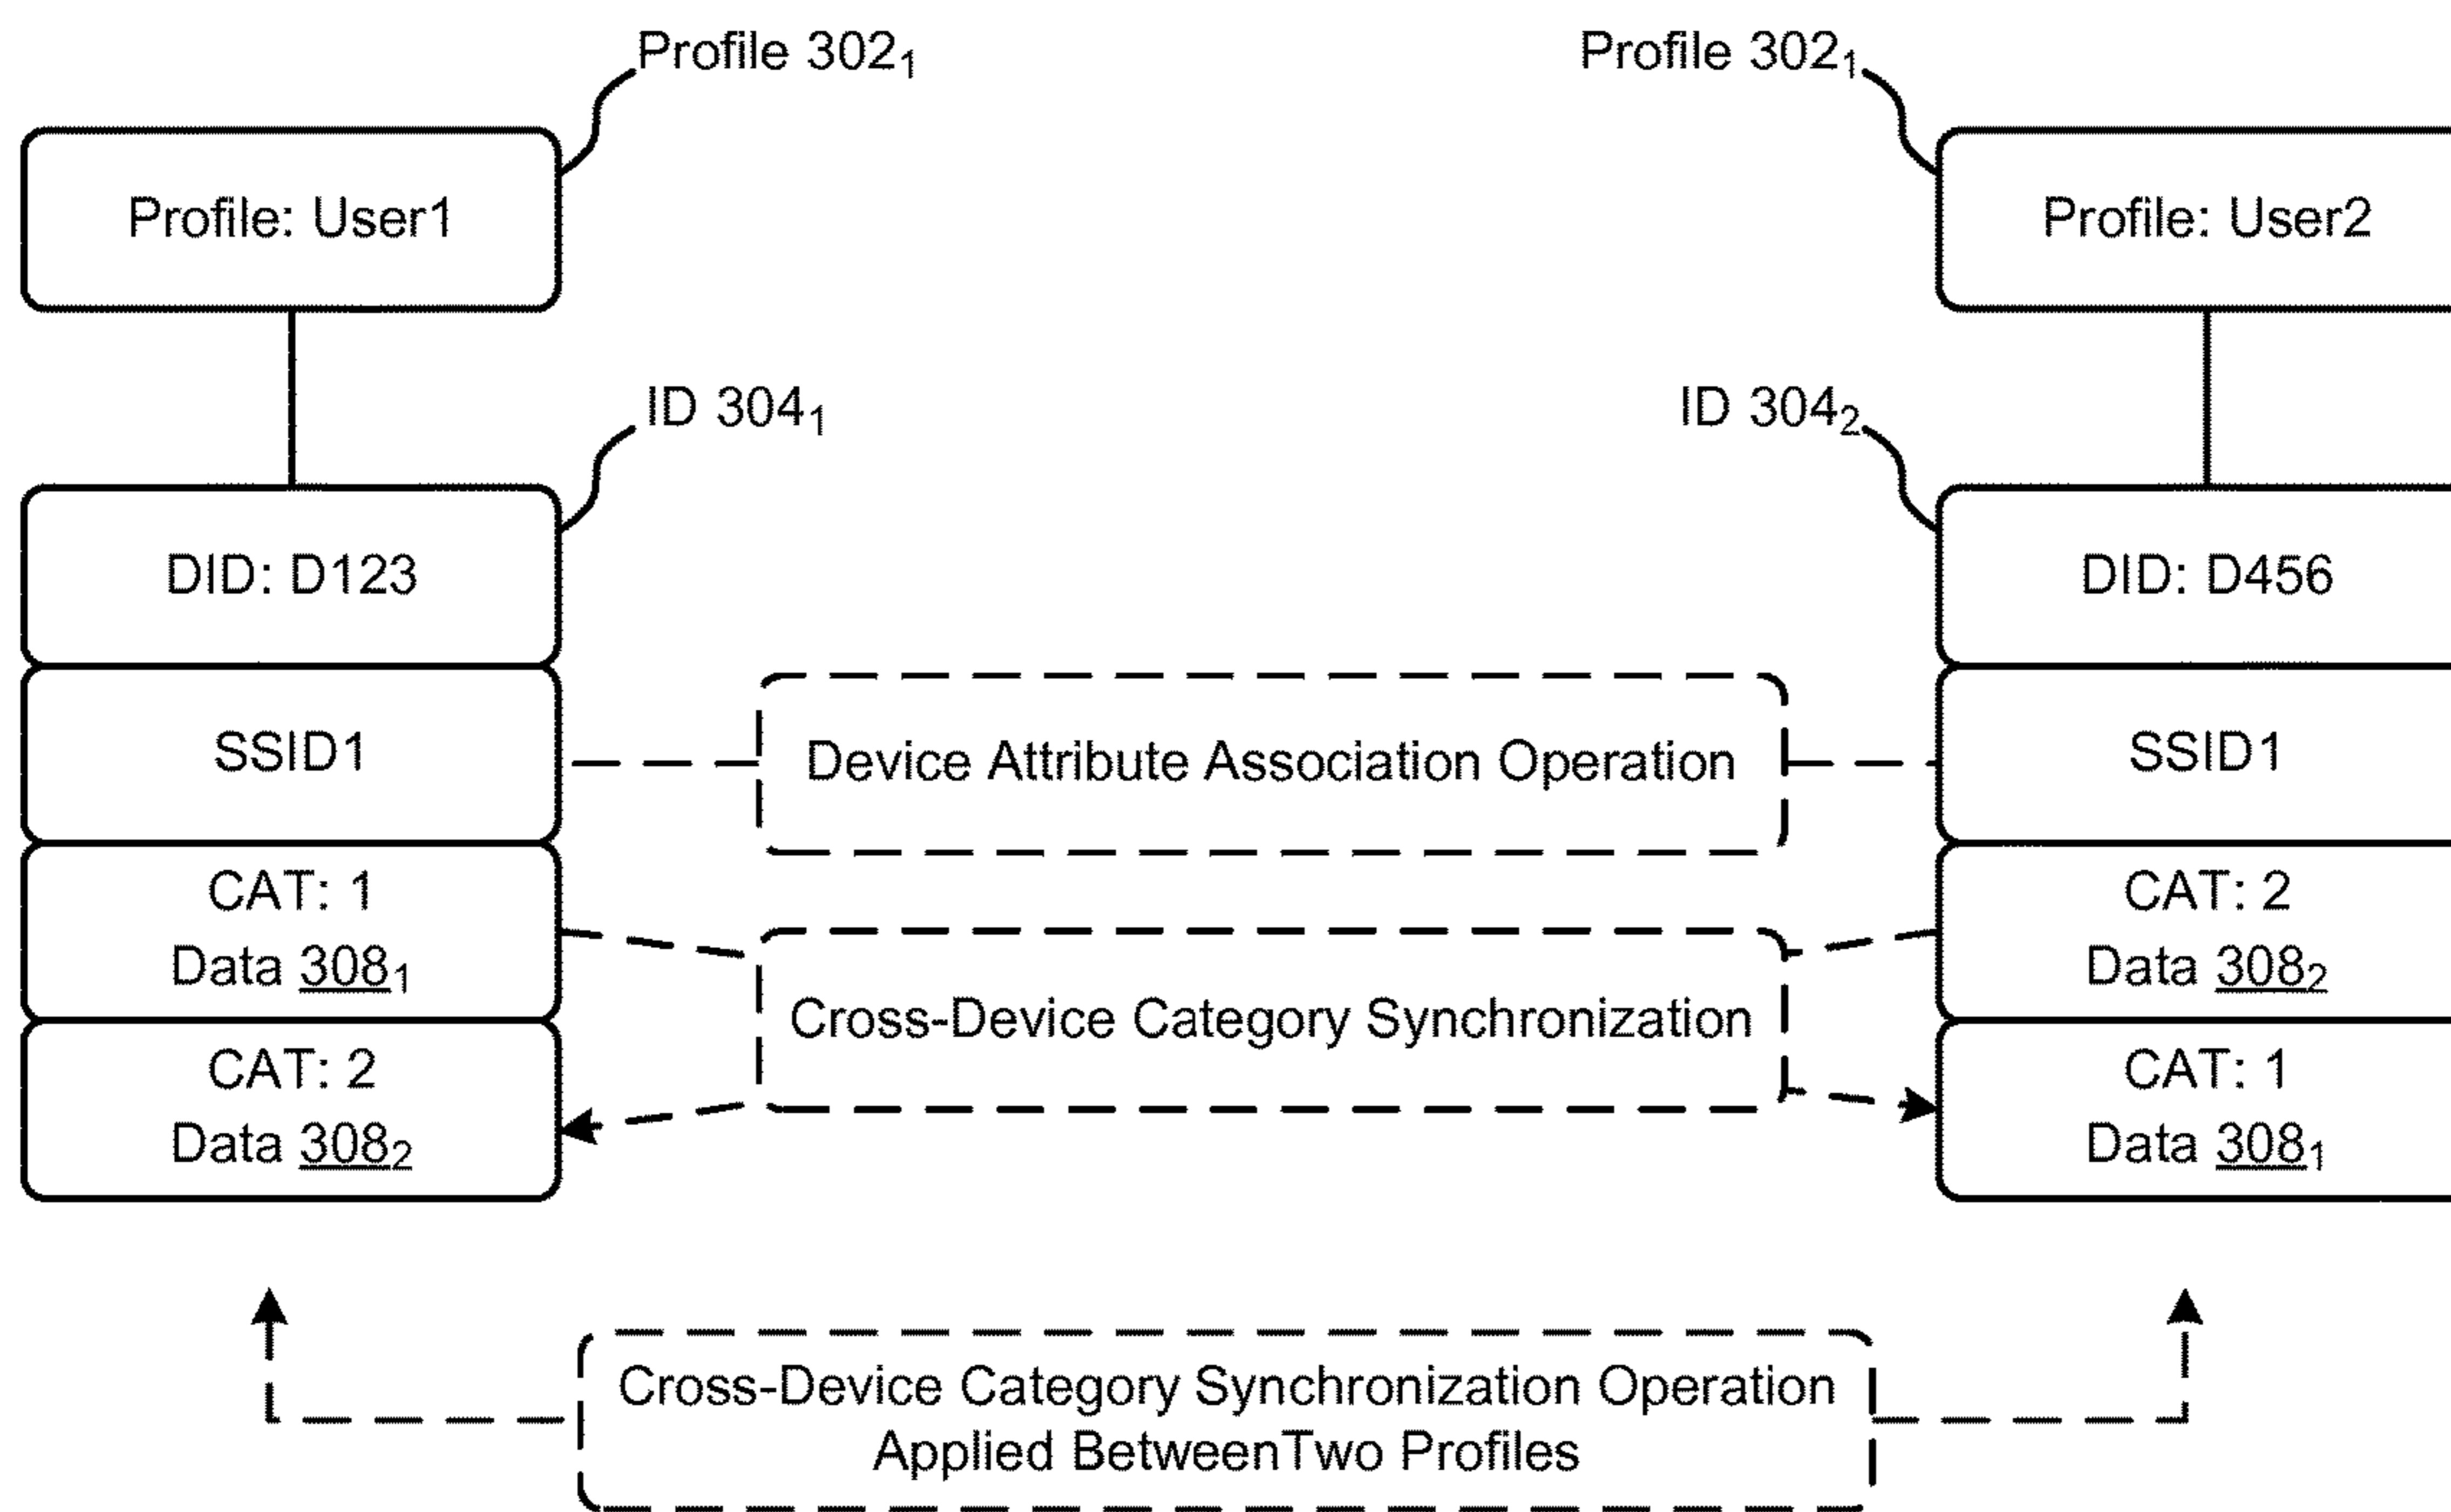 Profile 302₁
Profile 302₁
Profile: User1
Profile: User2
ID 304₁
ID 304₂
DID: D123
DID: D456
SSID1
Device Attribute Association Operation
SSID1
CAT: 1
Data 308₁
CAT: 2
Data 308₂
Cross-Device Category Synchronization
CAT: 2
Data 308₂
CAT: 1
Data 308₁
Cross-Device Category Synchronization Operation
Applied BetweenTwo Profiles